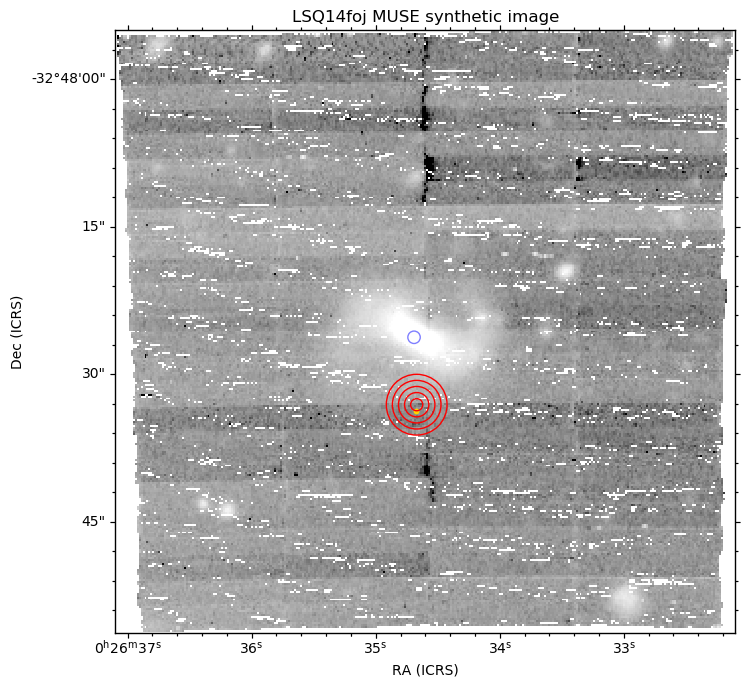 LSQ14foj MUSE synthetic image
-32°48'00"
15"
30"
45"
Dec (ICRS)
0ʰ26ᵐ37ˢ 36ˢ 35ˢ 34ˢ 33ˢ
RA (ICRS)